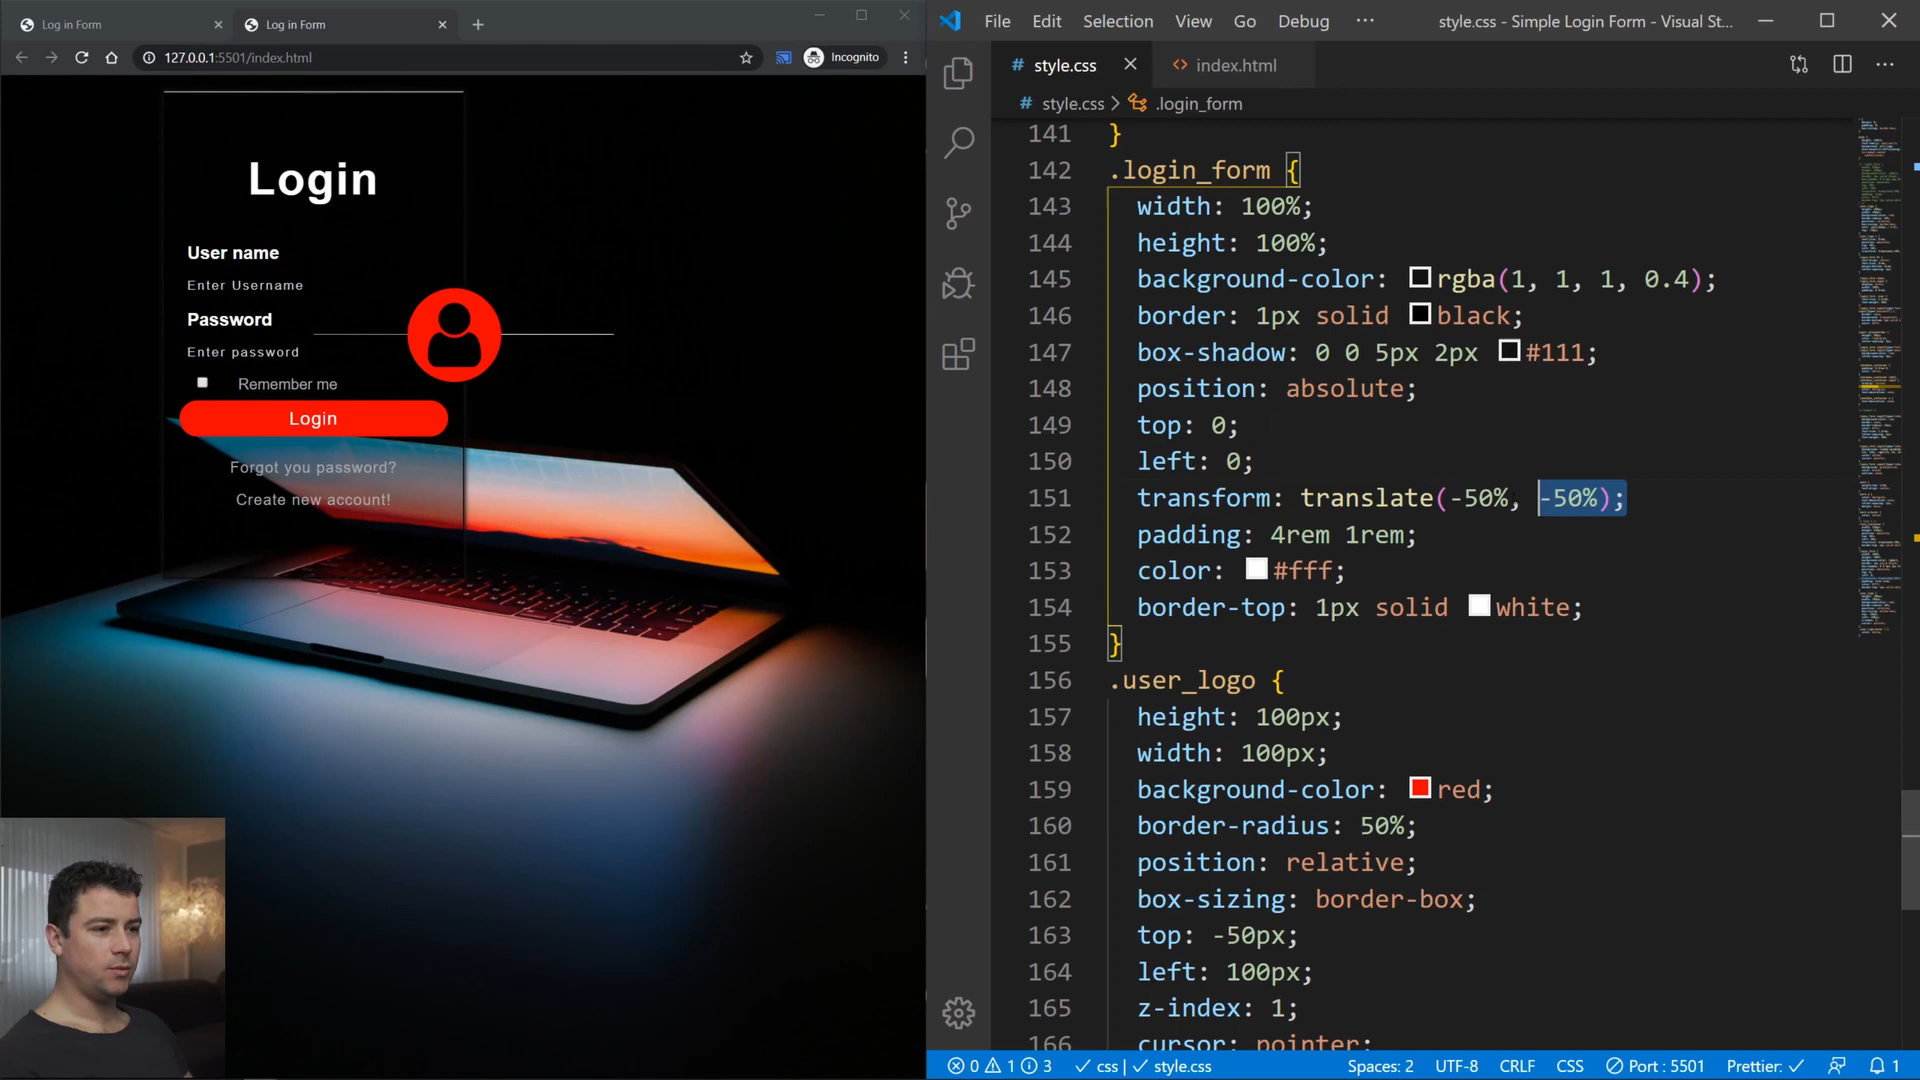 Log in Form
Log in Form
127.0.0.1:5501/index.html
Incognito
Login
User name
Enter Username
Password
Enter password
Remember me
Login
Forgot you password?
Create new account!
File Edit Selection View Go Debug ··· style.css - Simple Login Form - Visual St...
# style.css
<> index.html
# style.css > .login_form
141 }
142 .login_form {
143 width: 100%;
144 height: 100%;
145 background-color: rgba(1, 1, 1, 0.4);
146 border: 1px solid black;
147 box-shadow: 0 0 5px 2px #111;
148 position: absolute;
149 top: 0;
150 left: 0;
151 transform: translate(-50%, -50%);
152 padding: 4rem 1rem;
153 color: #fff;
154 border-top: 1px solid white;
155 }
156 .user_logo {
157 height: 100px;
158 width: 100px;
159 background-color: red;
160 border-radius: 50%;
161 position: relative;
162 box-sizing: border-box;
163 top: -50px;
164 left: 100px;
165 z-index: 1;
166 cursor: pointer;
0 1 3 ✓ css | ✓ style.css Spaces: 2 UTF-8 CRLF CSS Port : 5501 Prettier: ✓ 1